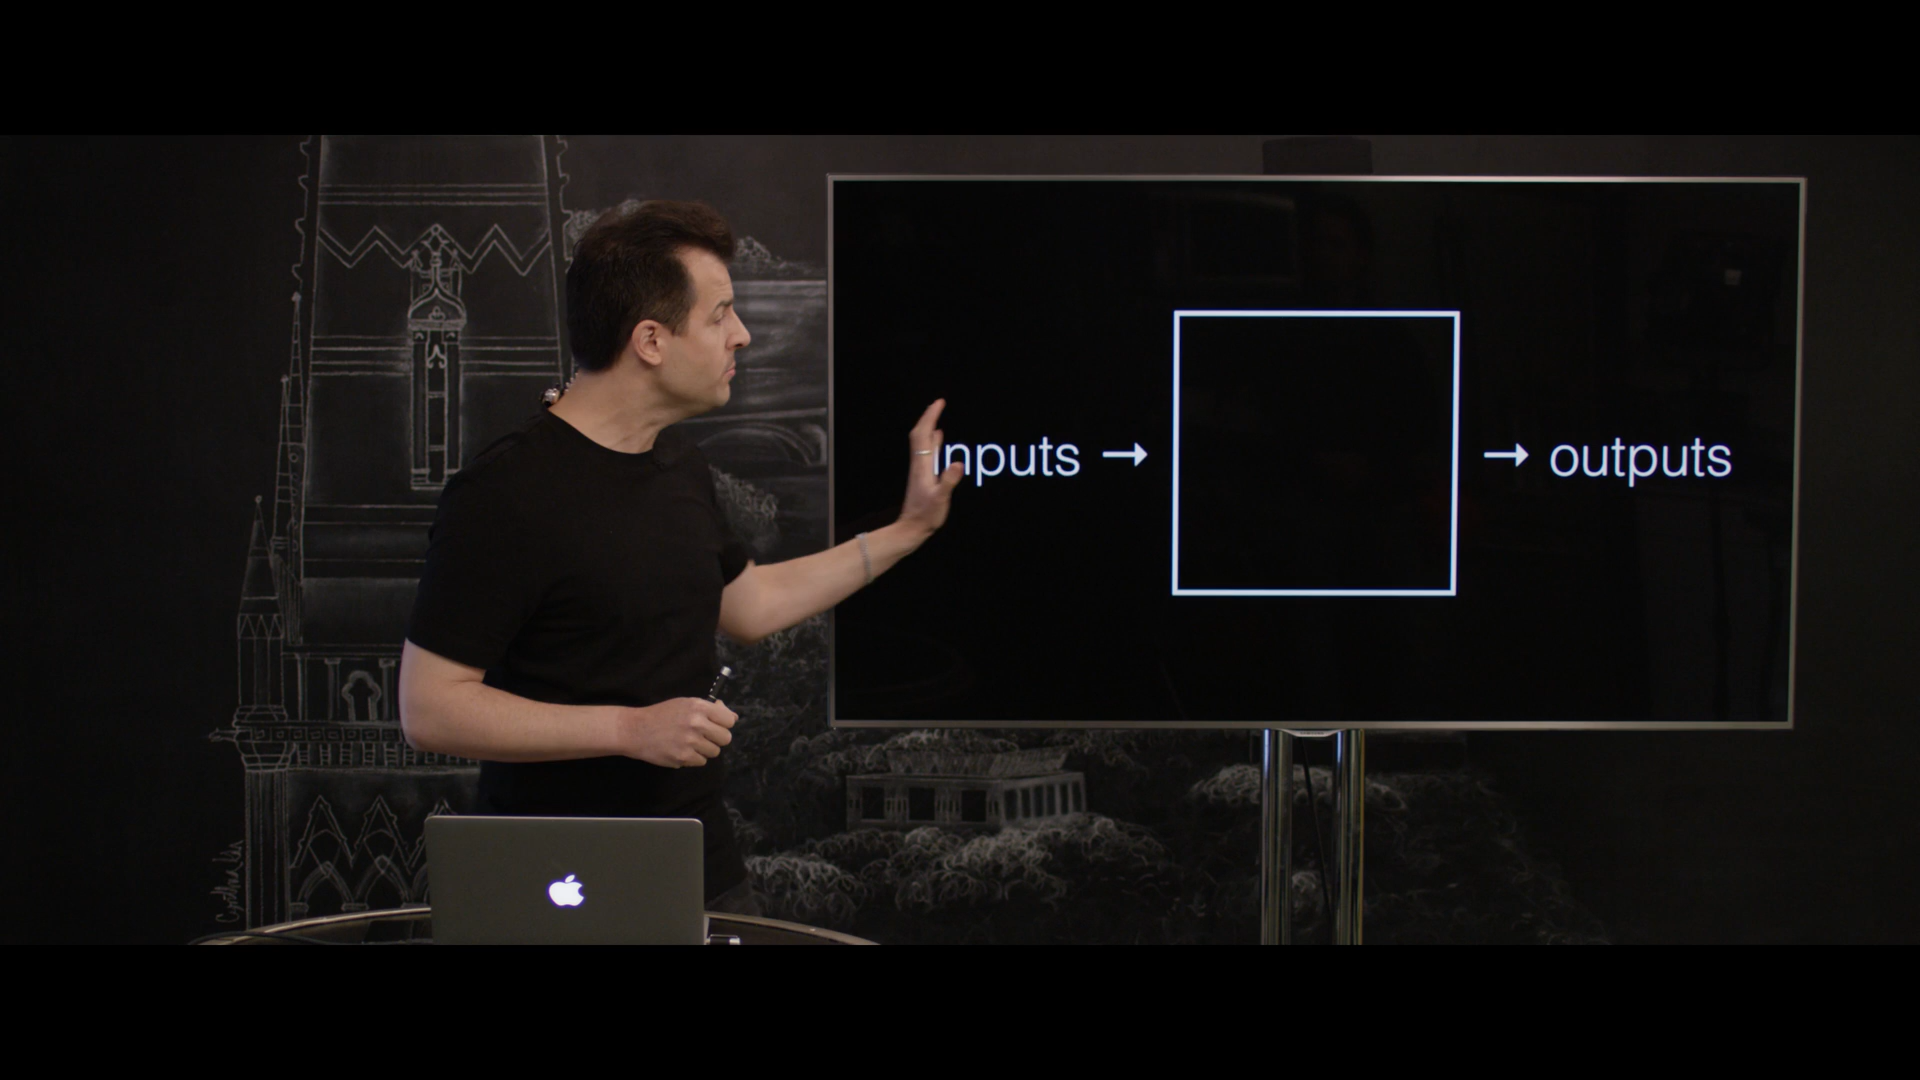 inputs → → outputs